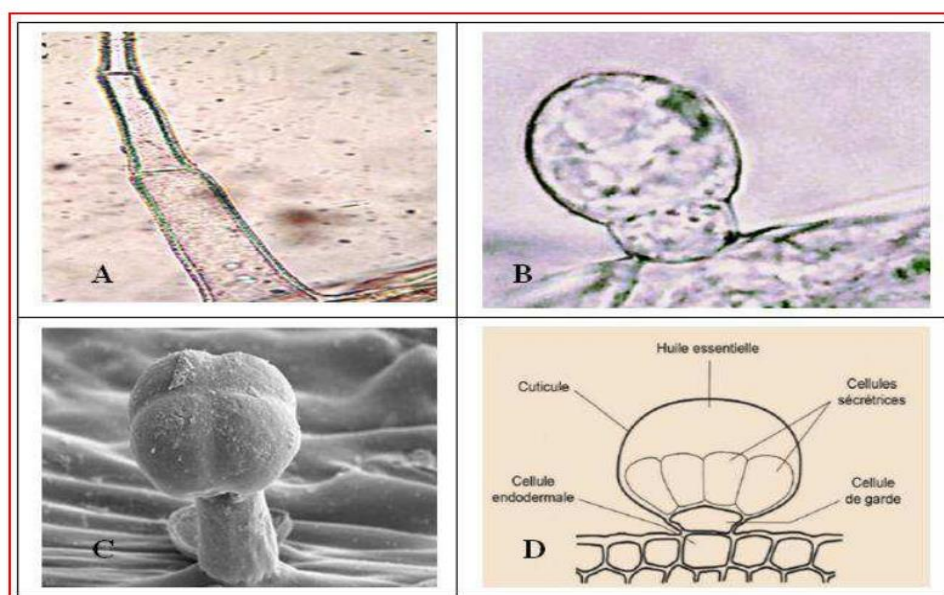 A
B
C
Huile essentielle
Cuticule
Cellules
sécrétrices
Cellule
endodermale
Cellule
de garde
D